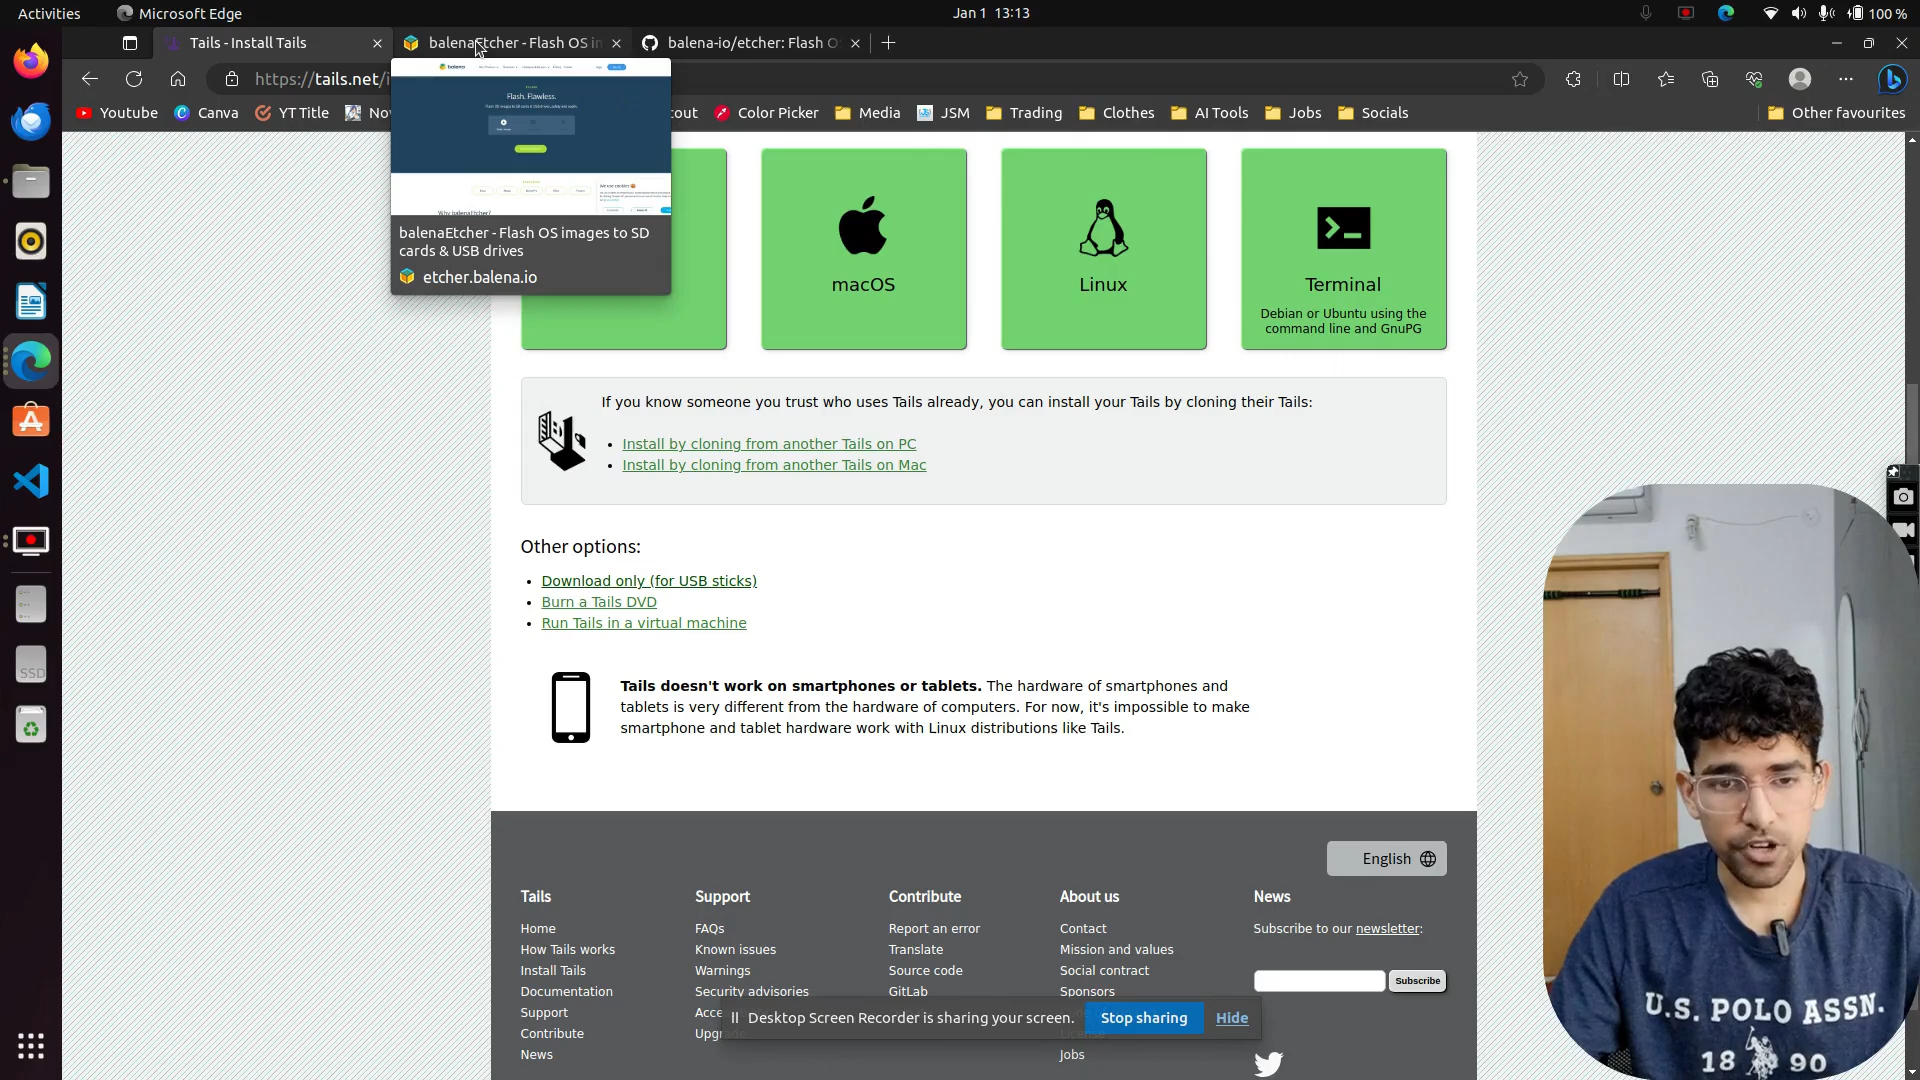 Activities
Microsoft Edge
Jan 1 13:13
100 %
Tails - Install Tails
balenaEtcher - Flash OS in
balena-io/etcher: Flash O
https://tails.net/i
Youtube
Canva
YT Title
Nov
out
Color Picker
Media
JSM
Trading
Clothes
AI Tools
Jobs
Socials
Other favourites
balena
Flash. Flawless.
Why balenaEtcher?
balenaEtcher - Flash OS images to SD
cards & USB drives
etcher.balena.io
macOS
Linux
Terminal
Debian or Ubuntu using the
command line and GnuPG
If you know someone you trust who uses Tails already, you can install your Tails by cloning their Tails:
Install by cloning from another Tails on PC
Install by cloning from another Tails on Mac
Other options:
Download only (for USB sticks)
Burn a Tails DVD
Run Tails in a virtual machine
Tails doesn't work on smartphones or tablets. The hardware of smartphones and
tablets is very different from the hardware of computers. For now, it's impossible to make
smartphone and tablet hardware work with Linux distributions like Tails.
SSD
English
Tails
Home
How Tails works
Install Tails
Documentation
Support
Contribute
News
Support
FAQs
Known issues
Warnings
Security advisories
Acce
Upgr
Contribute
Report an error
Translate
Source code
GitLab
About us
Contact
Mission and values
Social contract
Sponsors
License
Jobs
News
Subscribe to our newsletter:
Subscribe
Desktop Screen Recorder is sharing your screen.
Stop sharing
Hide
U.S. POLO ASSN.
18 90